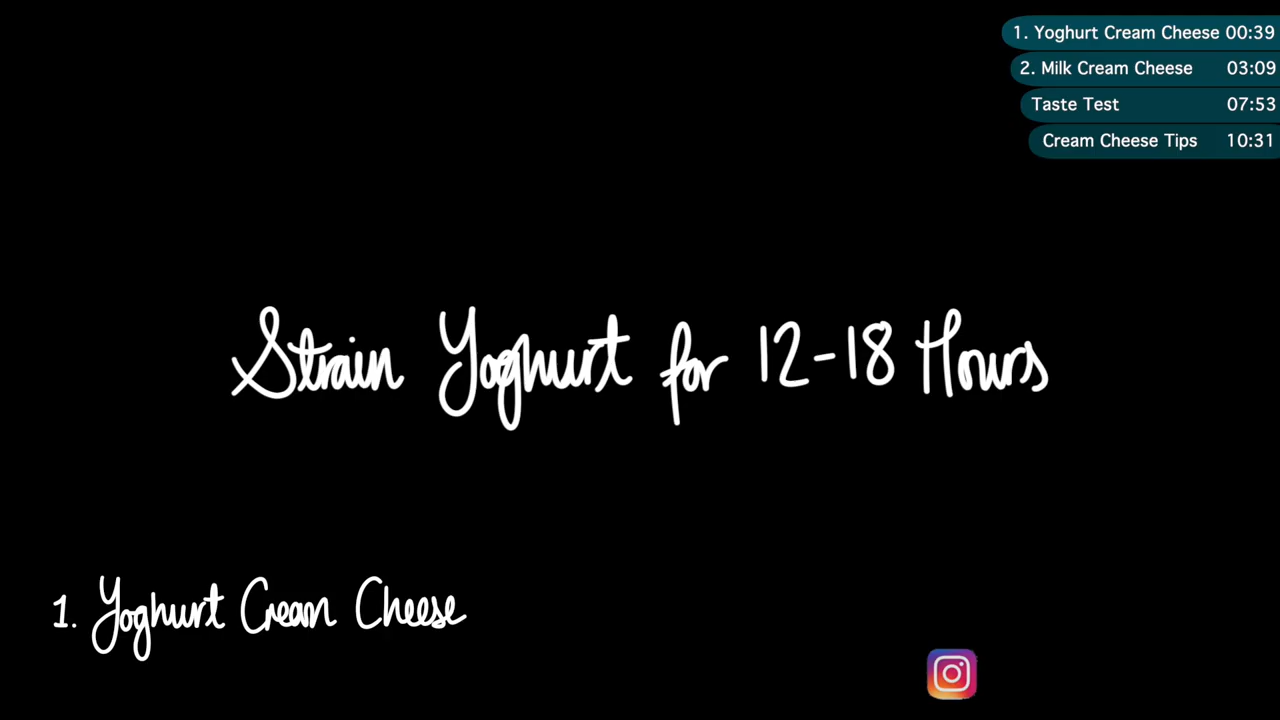 1. Yoghurt Cream Cheese 00:39
2. Milk Cream Cheese 03:09
Taste Test 07:53
Cream Cheese Tips 10:31
Strain Yoghurt for 12-18 Hours
1. Yoghurt Cream Cheese